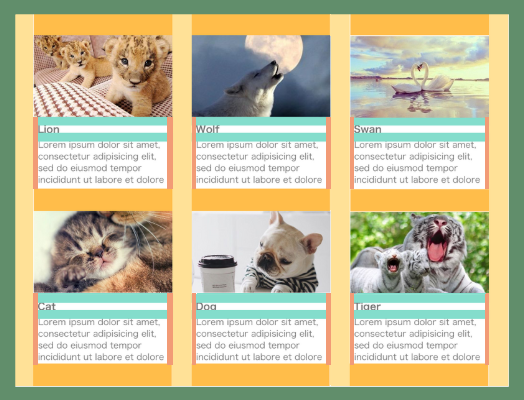 Lion
Lorem ipsum dolor sit amet,
consectetur adipisicing elit,
sed do eiusmod tempor
incididunt ut labore et dolore
Wolf
Lorem ipsum dolor sit amet,
consectetur adipisicing elit,
sed do eiusmod tempor
incididunt ut labore et dolore
Swan
Lorem ipsum dolor sit amet,
consectetur adipisicing elit,
sed do eiusmod tempor
incididunt ut labore et dolore
Cat
Lorem ipsum dolor sit amet,
consectetur adipisicing elit,
sed do eiusmod tempor
incididunt ut labore et dolore
Dog
Lorem ipsum dolor sit amet,
consectetur adipisicing elit,
sed do eiusmod tempor
incididunt ut labore et dolore
Tiger
Lorem ipsum dolor sit amet,
consectetur adipisicing elit,
sed do eiusmod tempor
incididunt ut labore et dolore